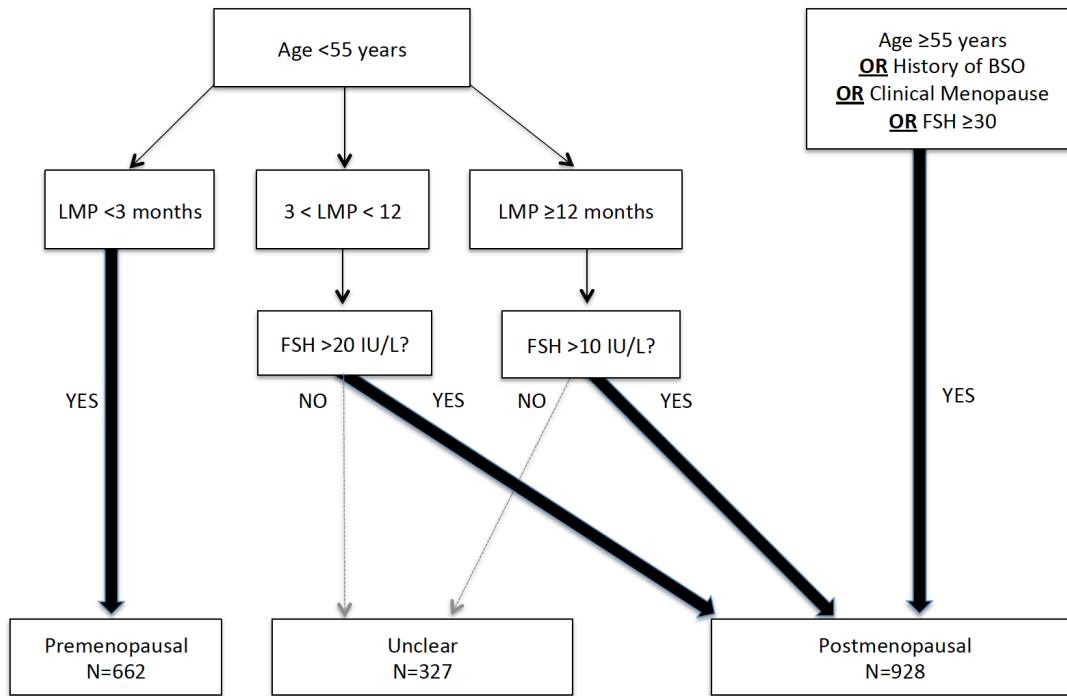 Age <55 years
Age ≥55 years
OR History of BSO
OR Clinical Menopause
OR FSH ≥30
LMP <3 months
3 < LMP < 12
LMP ≥12 months
FSH >20 IU/L?
FSH >10 IU/L?
YES
NO
YES
NO
YES
YES
Premenopausal
N=662
Unclear
N=327
Postmenopausal
N=928